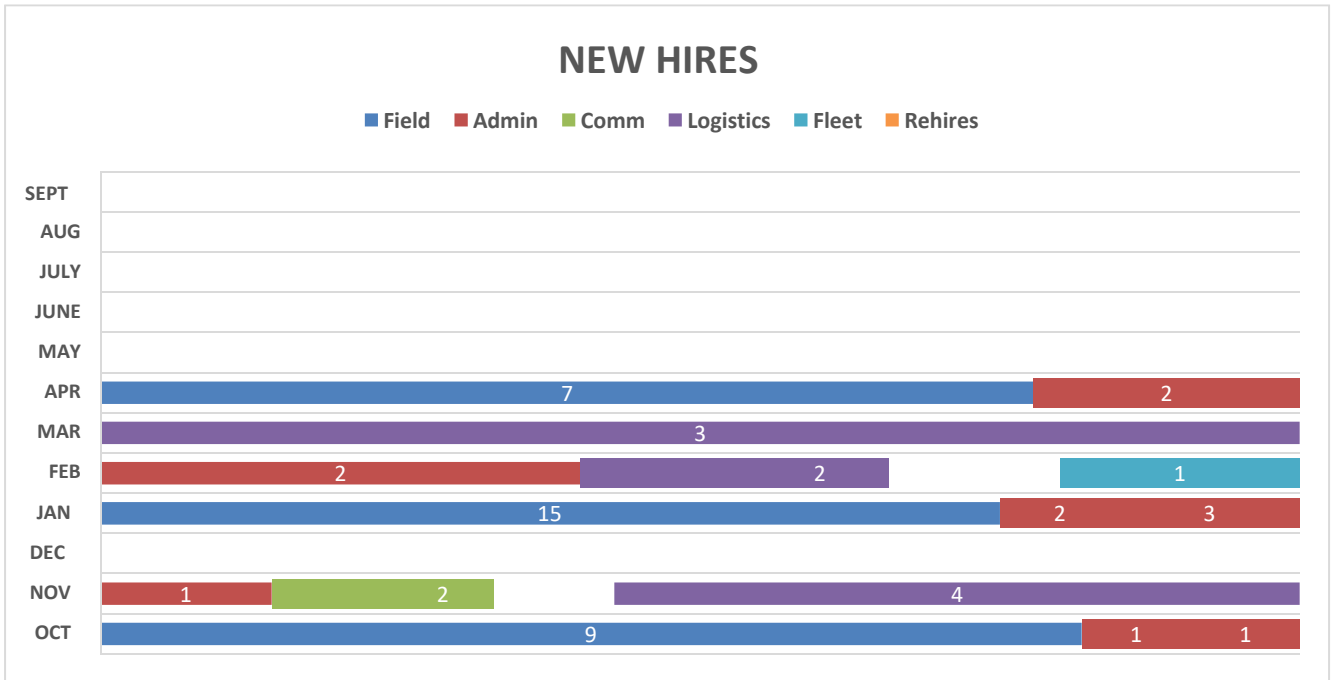 NEW HIRES
Field Admin Comm Logistics Fleet Rehires
SEPT
AUG
JULY
JUNE
MAY
APR 7 2
MAR 3
FEB 2 2 1
JAN 15 2 3
DEC
NOV 1 2 4
OCT 9 1 1